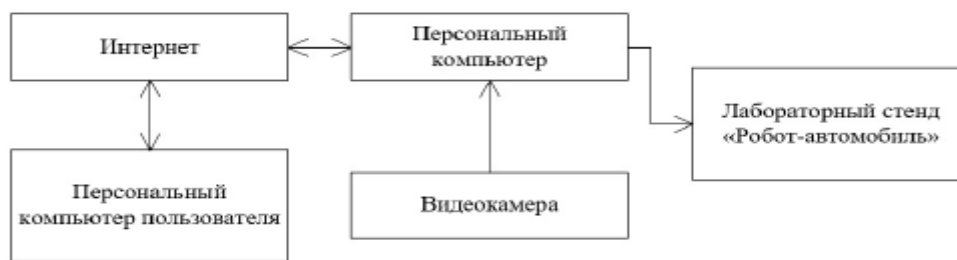 Интернет
Персональный
компьютер
Лабораторный стенд
«Робот-автомобиль»
Персональный
компьютер пользователя
Видеокамера